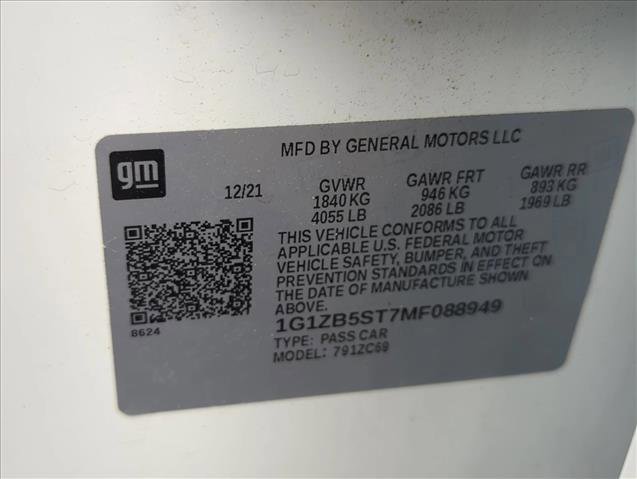 MFD BY GENERAL MOTORS LLC
gm
12/21
GVWR GAWR FRT GAWR RR
1840 KG 946 KG 893 KG
4055 LB 2086 LB 1969 LB
THIS VEHICLE CONFORMS TO ALL
APPLICABLE U.S. FEDERAL MOTOR
VEHICLE SAFETY, BUMPER, AND THEFT
PREVENTION STANDARDS IN EFFECT ON
THE DATE OF MANUFACTURE SHOWN
ABOVE.
8624
1G1ZB5ST7MF088949
TYPE: PASS CAR
MODEL: 791ZC69